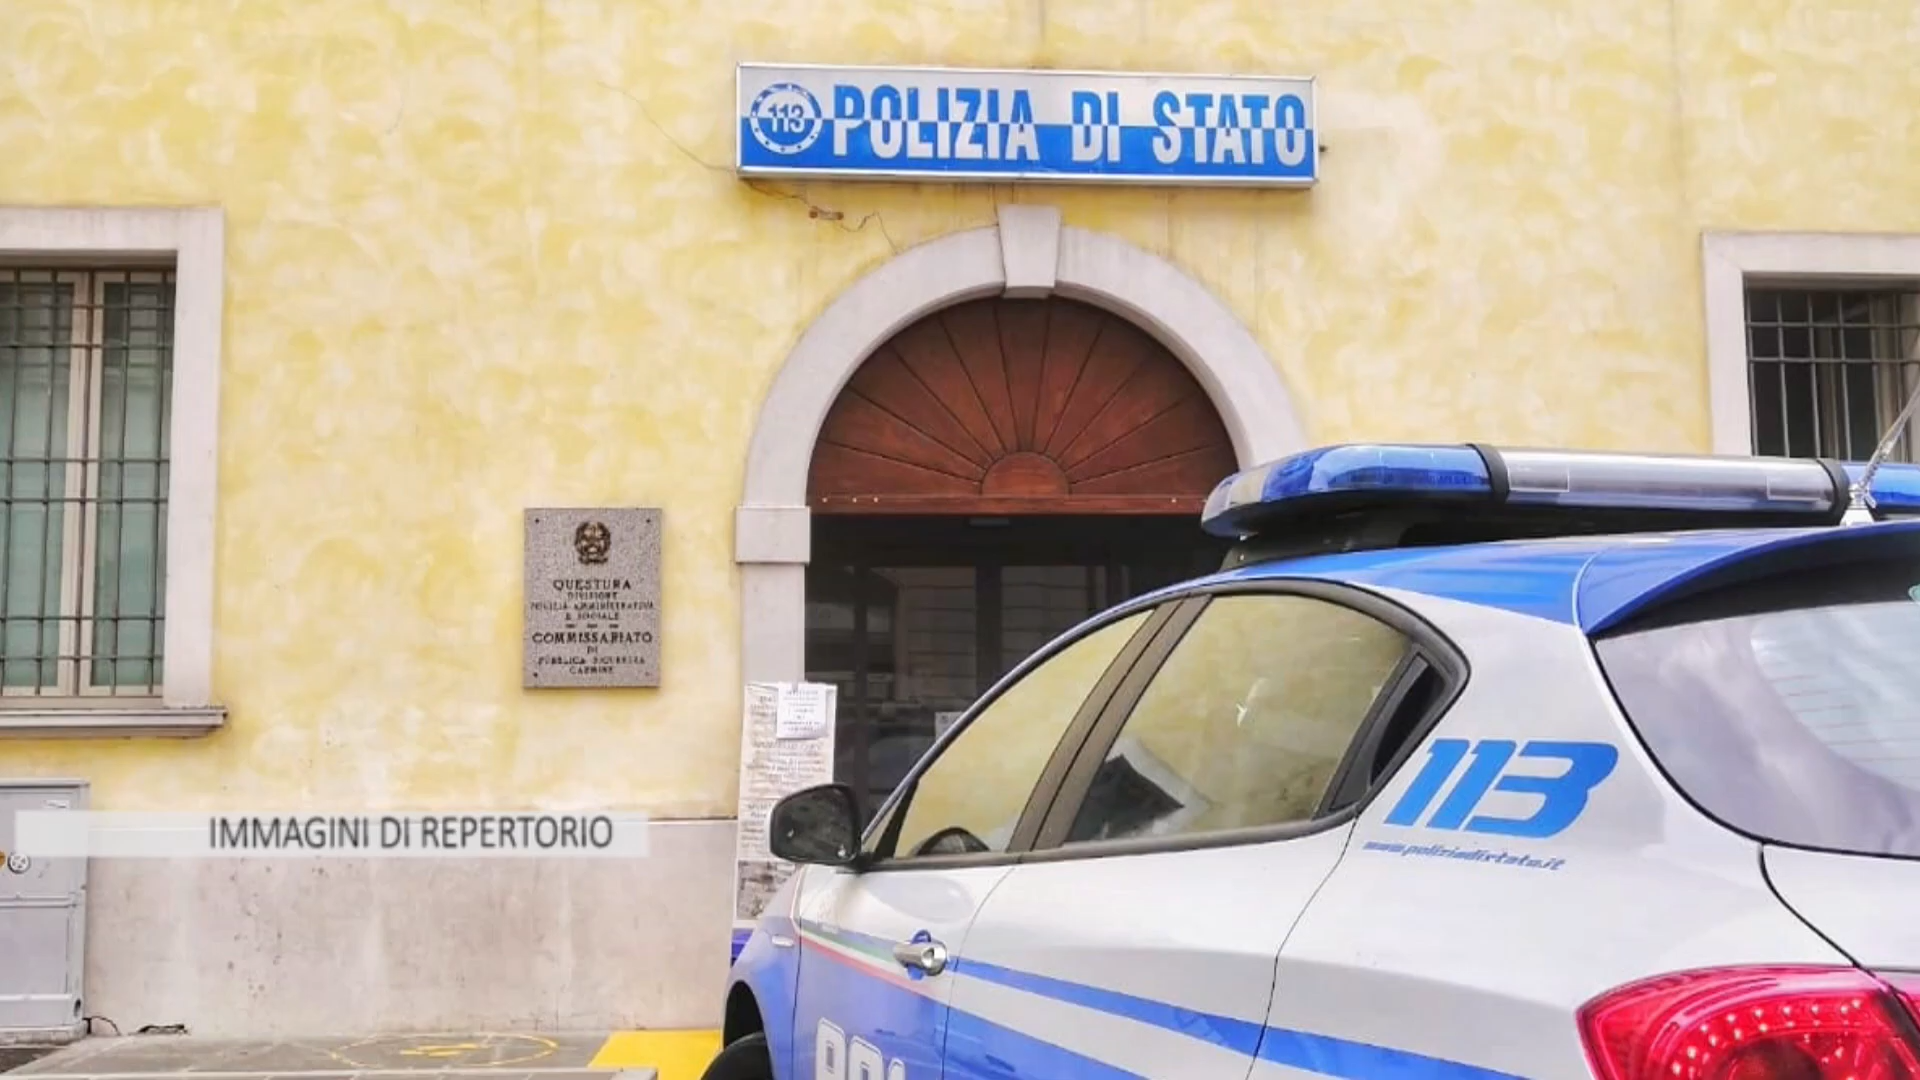 113 POLIZIA DI STATO
QUESTURA
DIVISIONE
POLIZIA AMMINISTRATIVA
E SOCIALE
COMMISSARIATO
DI
PUBBLICA SICUREZZA
CARMINE
IMMAGINI DI REPERTORIO
113
www.poliziadistato.it